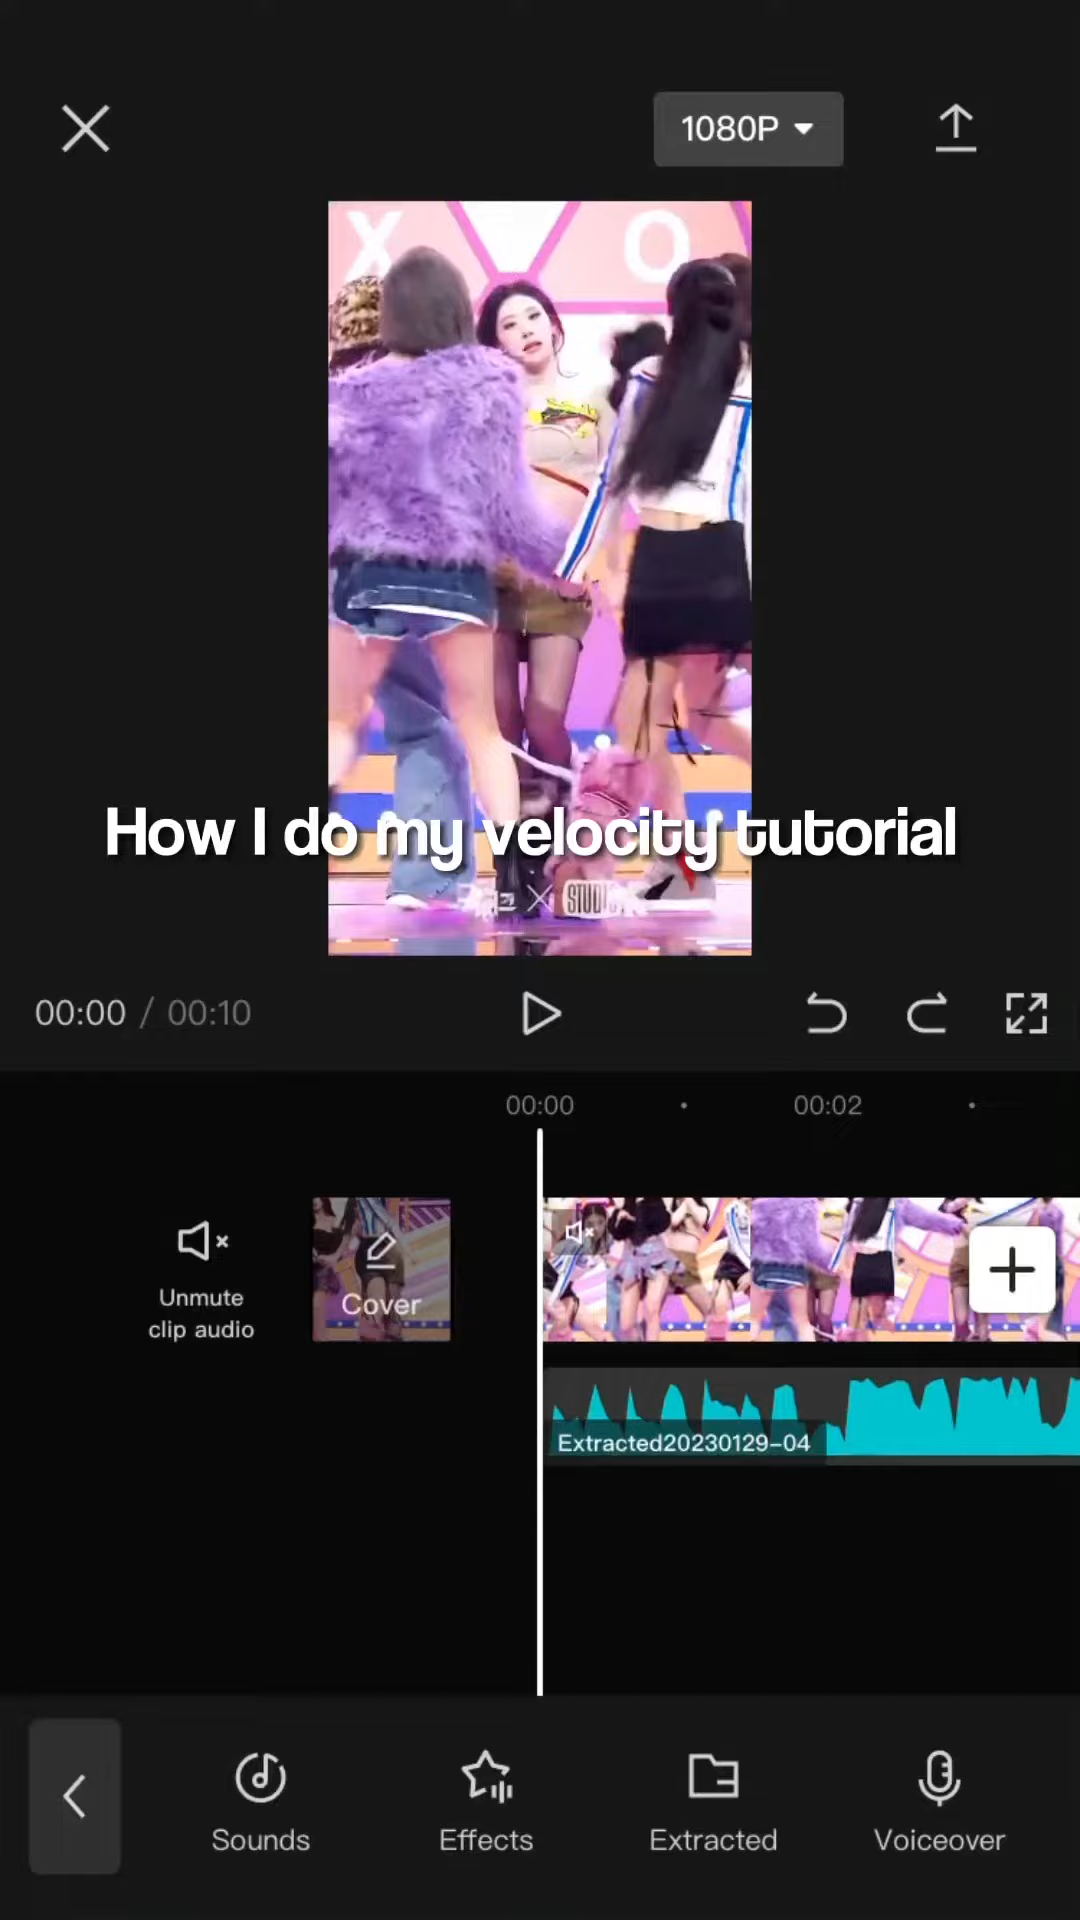 1080P
X O
How I do my velocity tutorial
00:00 / 00:10
00:00
00:02
Unmute
clip audio
Cover
Extracted20230129-04
Sounds
Effects
Extracted
Voiceover